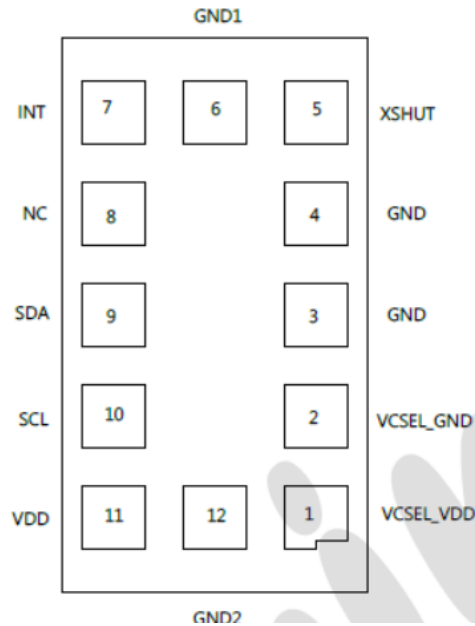 GND1
INT 7 6 5 XSHUT
NC 8 4 GND
SDA 9 3 GND
SCL 10 2 VCSEL_GND
VDD 11 12 1 VCSEL_VDD
GND2